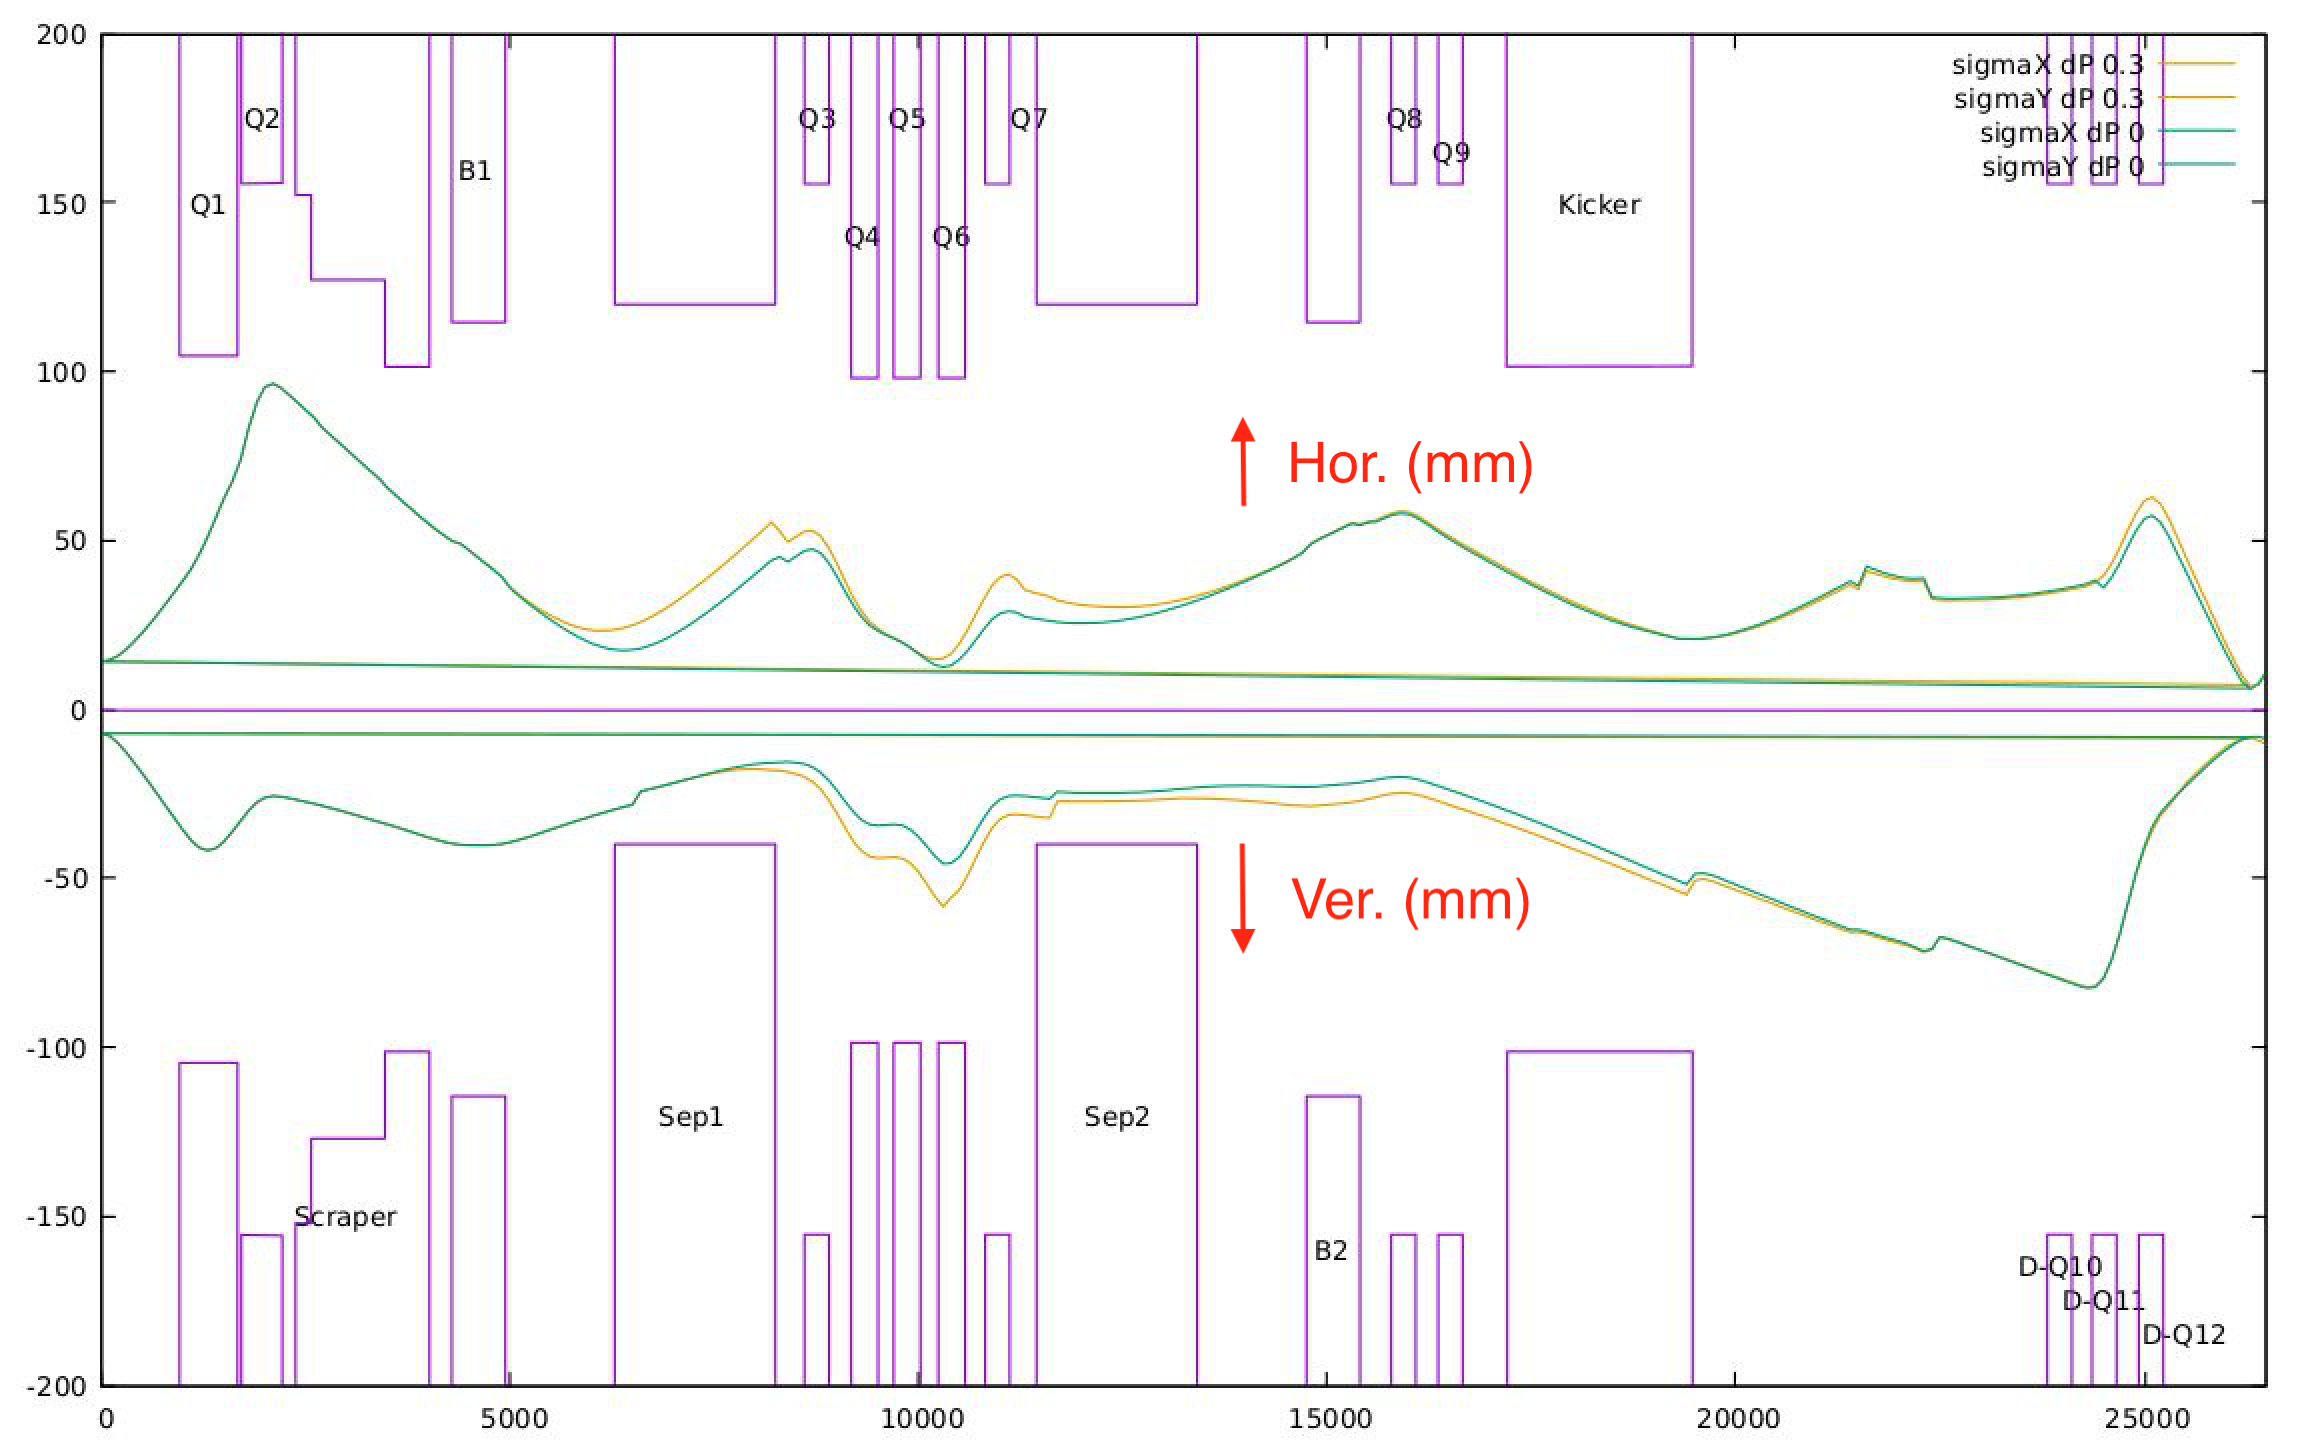 200
150
100
50
0
-50
-100
-150
-200
0
5000
10000
15000
20000
25000
sigmaX dP 0.3
sigmaY dP 0.3
sigmaX dP 0
sigmaY dP 0
Q1
Q2
B1
Q3
Q4
Q5
Q6
Q7
Q8
Q9
Kicker
Hor. (mm)
Ver. (mm)
Scraper
Sep1
Sep2
B2
D-Q10
D-Q11
D-Q12